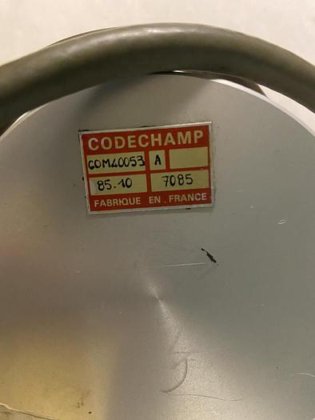 CODECHAMP
COM40053 A
85.10 7085
FABRIQUE EN FRANCE